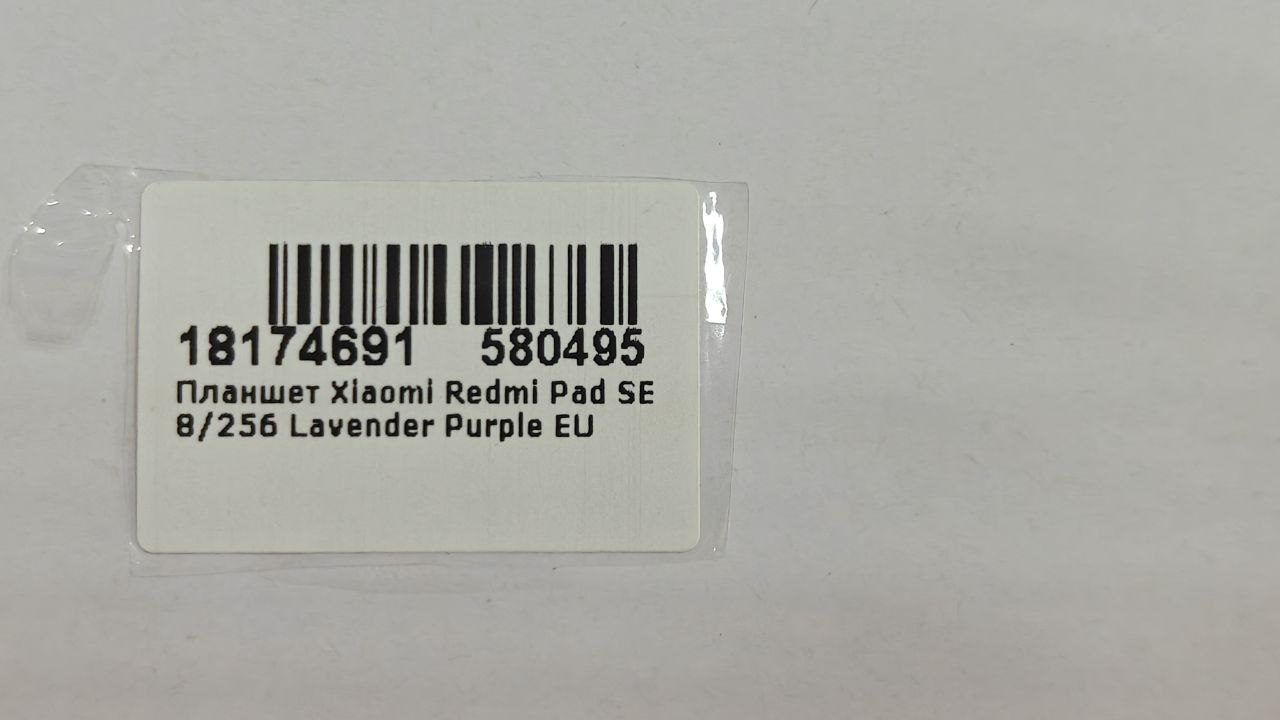 18174691 580495
Планшет Xiaomi Redmi Pad SE
8/256 Lavender Purple EU